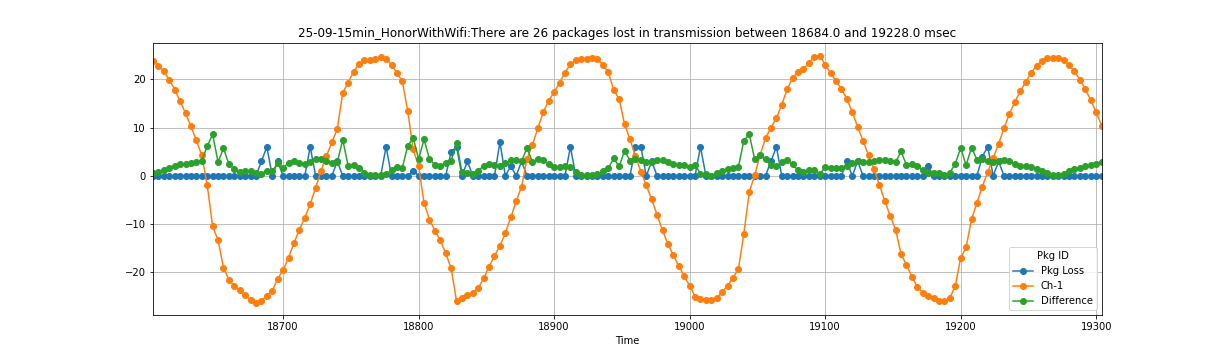 25-09-15min_HonorWithWifi:There are 26 packages lost in transmission between 18684.0 and 19228.0 msec
20
10
0
−10
−20
Pkg ID
Pkg Loss
Ch-1
Difference
18700 18800 18900 19000 19100 19200 19300
Time